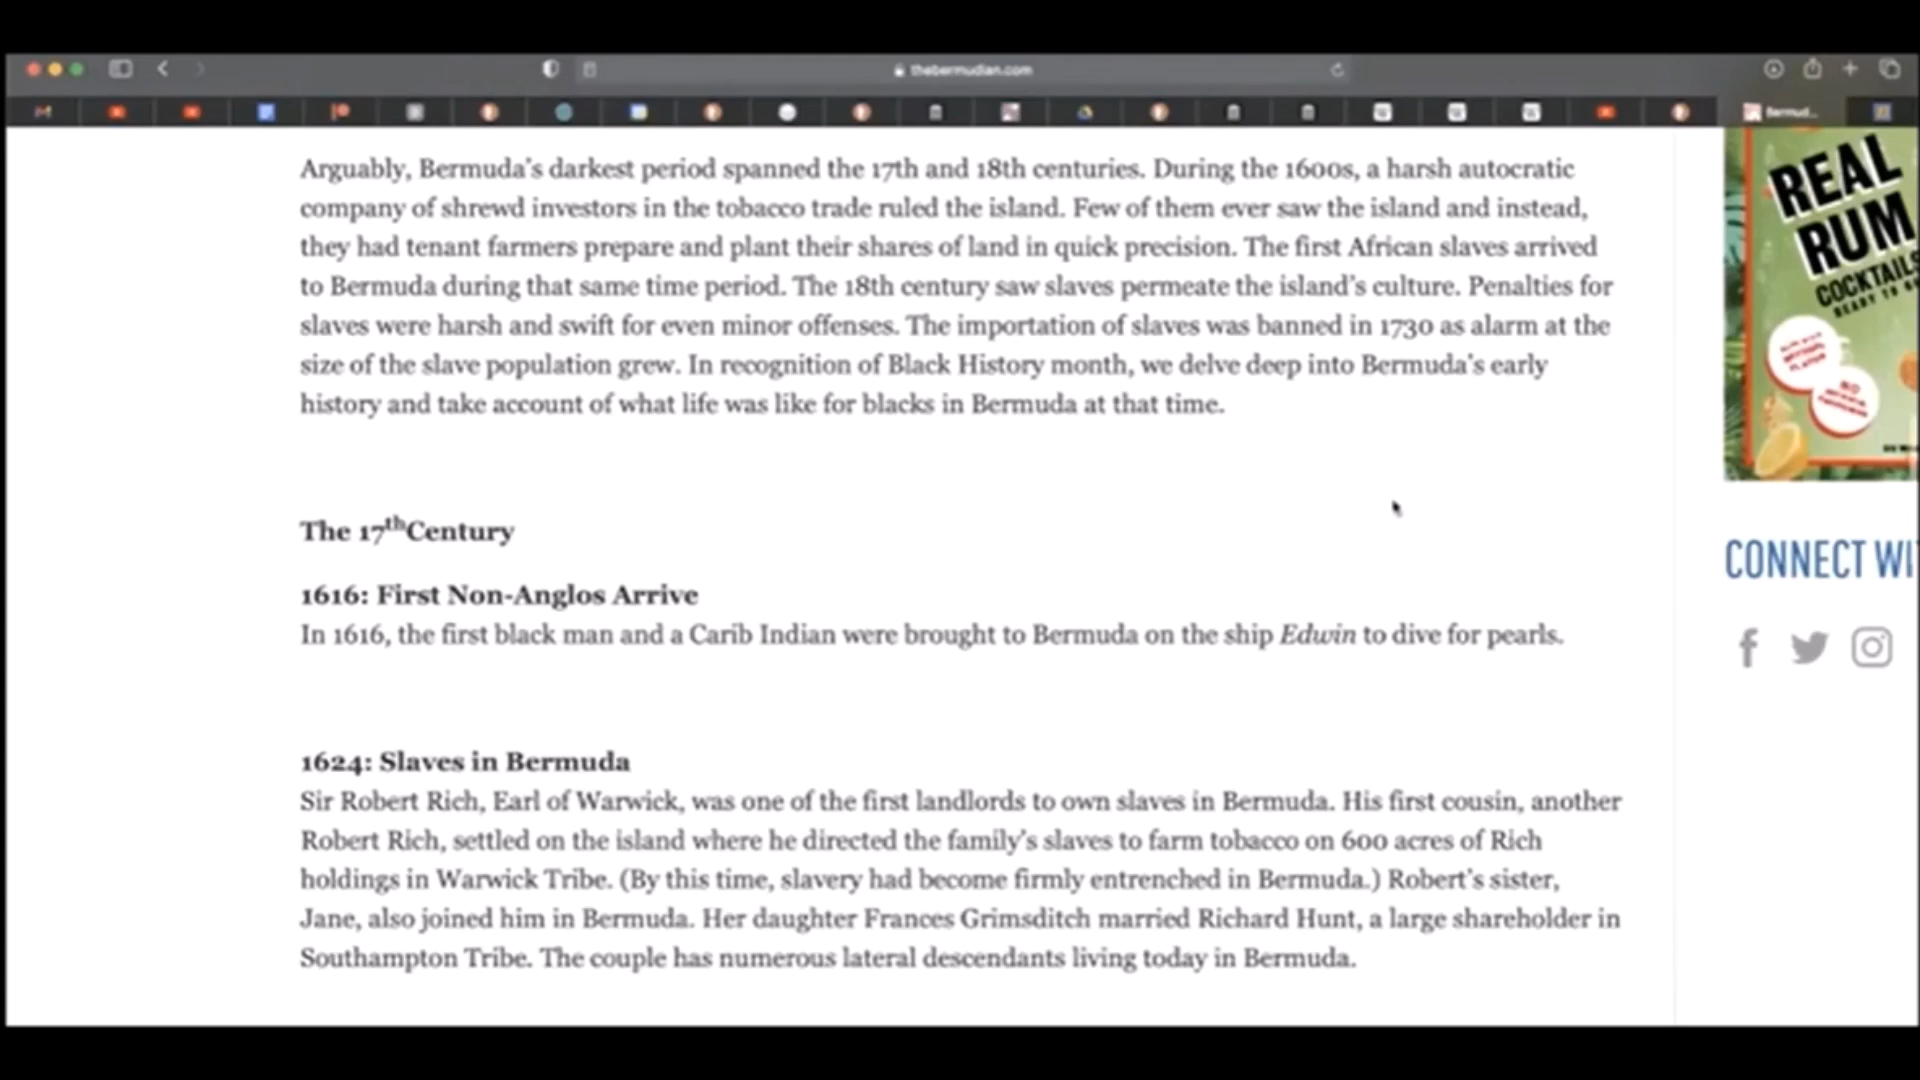 thebermudian.com
Bermud...
Arguably, Bermuda's darkest period spanned the 17th and 18th centuries. During the 1600s, a harsh autocratic
company of shrewd investors in the tobacco trade ruled the island. Few of them ever saw the island and instead,
they had tenant farmers prepare and plant their shares of land in quick precision. The first African slaves arrived
to Bermuda during that same time period. The 18th century saw slaves permeate the island's culture. Penalties for
slaves were harsh and swift for even minor offenses. The importation of slaves was banned in 1730 as alarm at the
size of the slave population grew. In recognition of Black History month, we delve deep into Bermuda's early
history and take account of what life was like for blacks in Bermuda at that time.
The 17thCentury
1616: First Non-Anglos Arrive
In 1616, the first black man and a Carib Indian were brought to Bermuda on the ship Edwin to dive for pearls.
1624: Slaves in Bermuda
Sir Robert Rich, Earl of Warwick, was one of the first landlords to own slaves in Bermuda. His first cousin, another
Robert Rich, settled on the island where he directed the family's slaves to farm tobacco on 600 acres of Rich
holdings in Warwick Tribe. (By this time, slavery had become firmly entrenched in Bermuda.) Robert's sister,
Jane, also joined him in Bermuda. Her daughter Frances Grimsditch married Richard Hunt, a large shareholder in
Southampton Tribe. The couple has numerous lateral descendants living today in Bermuda.
REAL
RUM
COCKTAILS
READY TO
NO
CONNECT WI